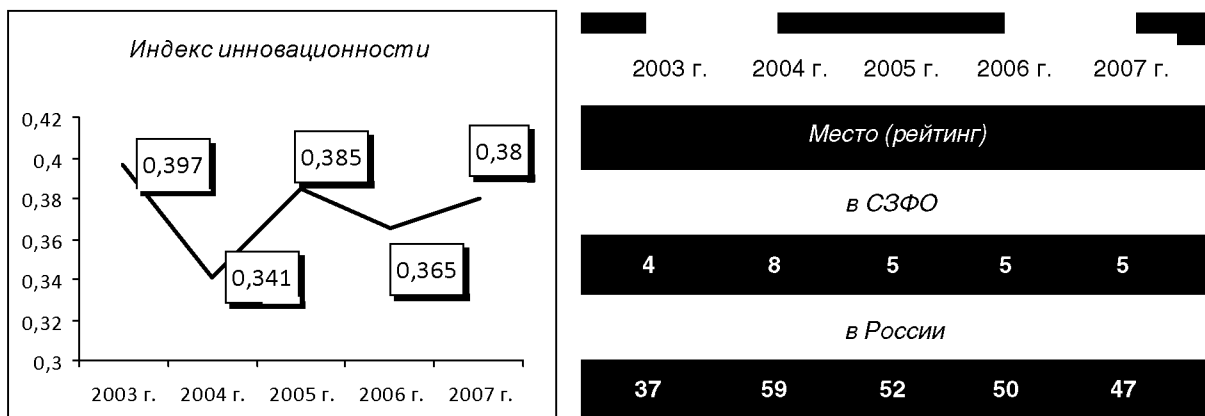 Индекс инновационности
0,42
0,4
0,38
0,36
0,34
0,32
0,3
0,397
0,341
0,385
0,365
0,38
2003 г. 2004 г. 2005 г. 2006 г. 2007 г.
2003 г. 2004 г. 2005 г. 2006 г. 2007 г.
Место (рейтинг)
в СЗФО
4 8 5 5 5
в России
37 59 52 50 47